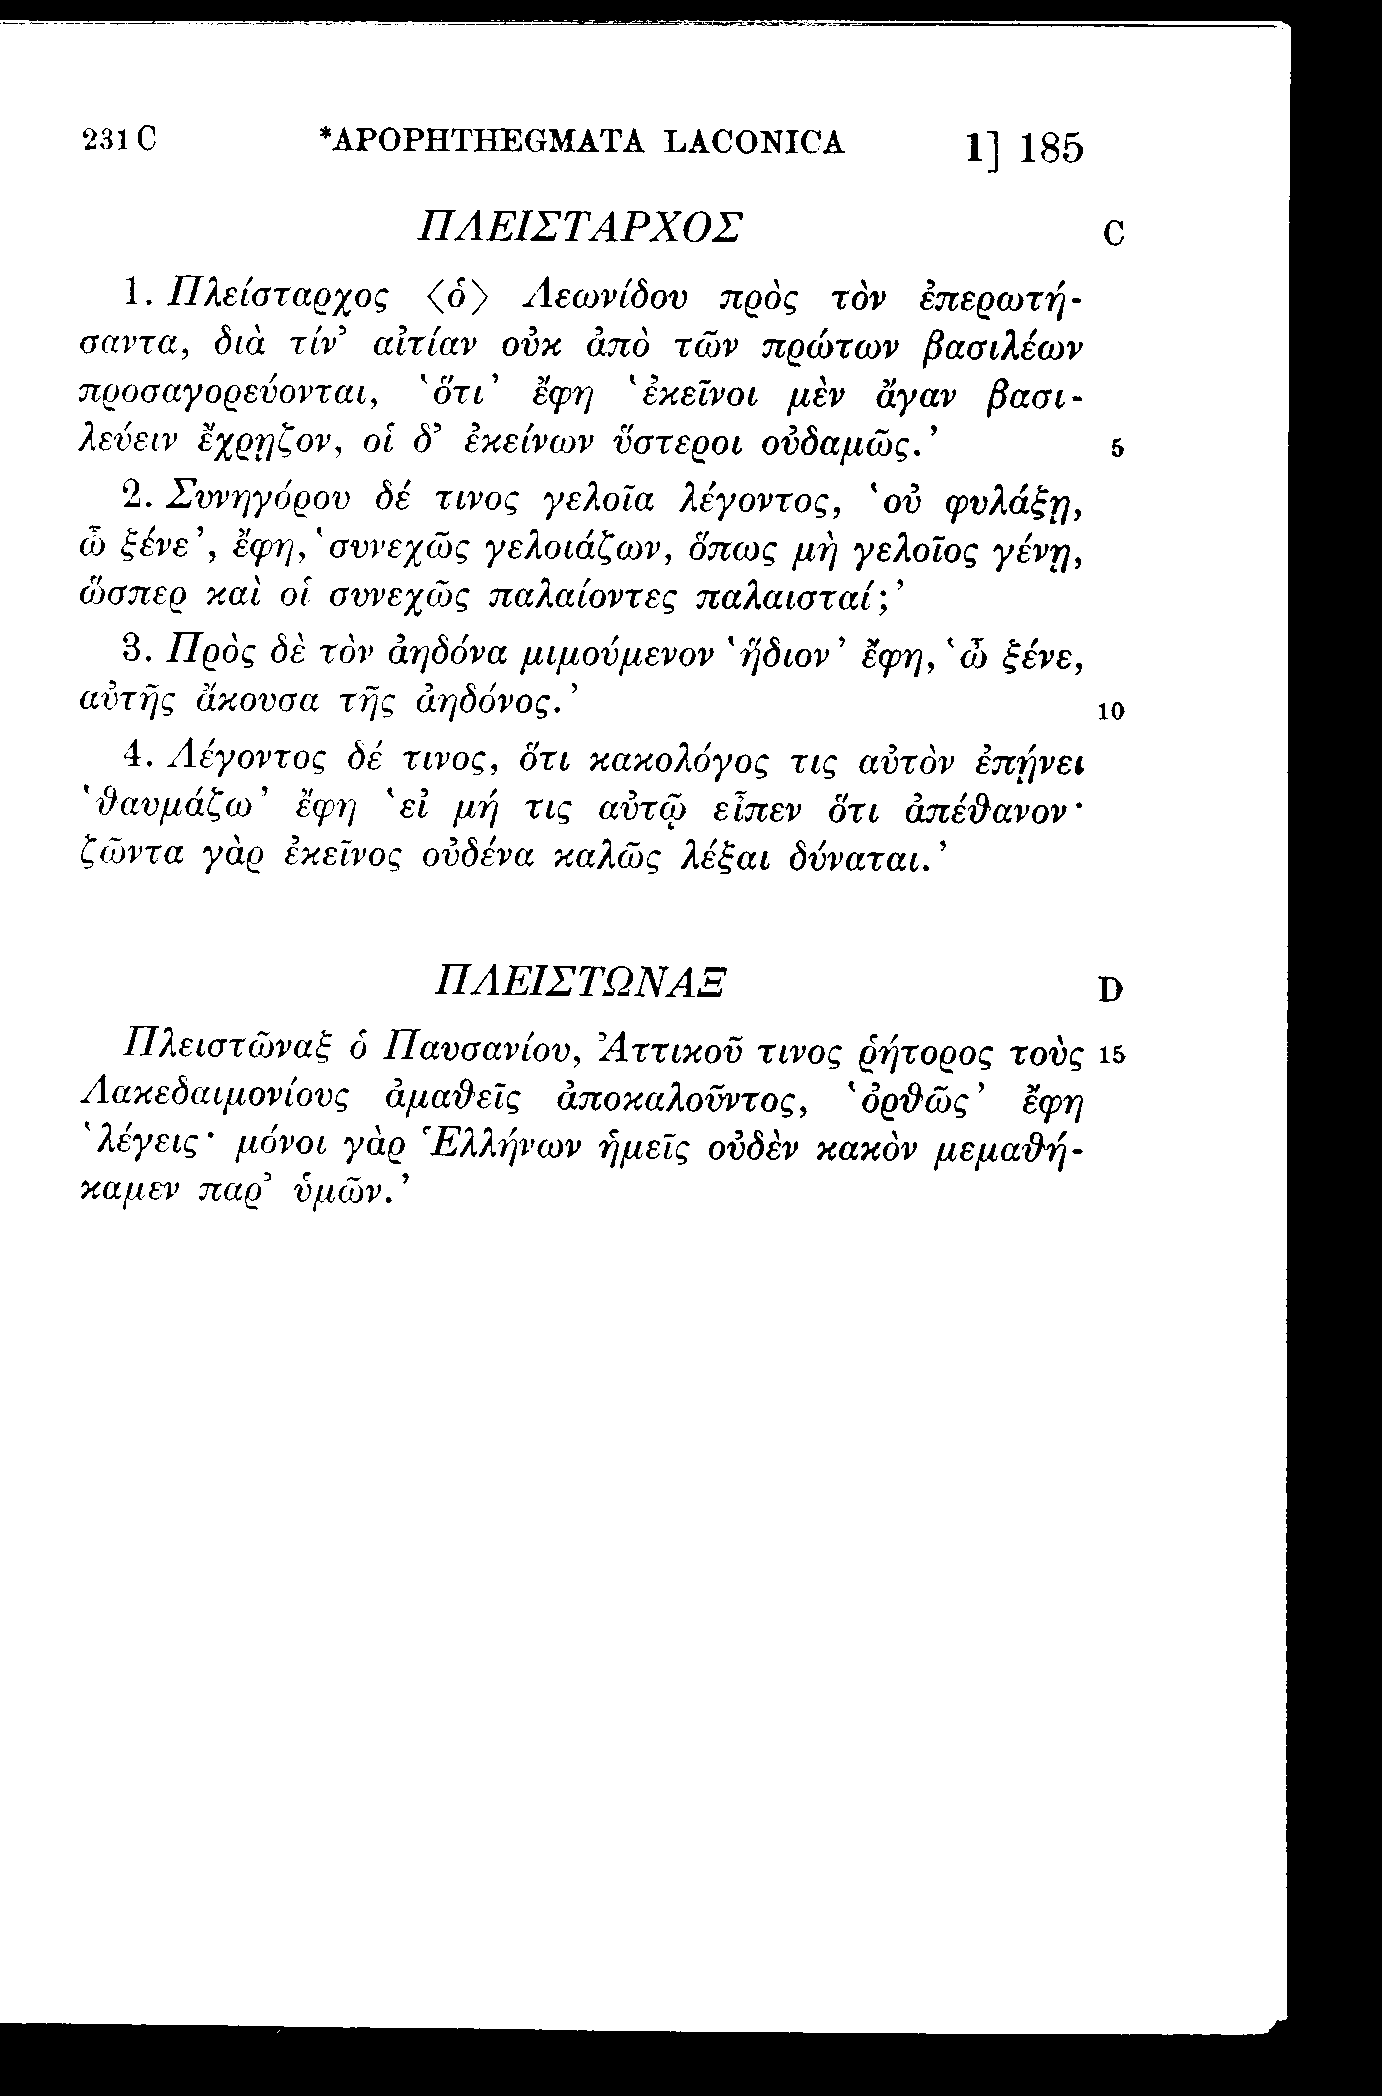 231 C *APOPHTHEGMATA LACONICA 1] 185
ΠΛΕΙΣΤΑΡΧΟΣ C
1. Πλείσταρχος 〈ὁ〉 Λεωνίδου πρὸς τὸν ἐπερωτή-
σαντα, διὰ τίν’ αἰτίαν οὐκ ἀπὸ τῶν πρώτων βασιλέων
προσαγορεύονται, ‘ὅτι’ ἔφη ‘ἐκεῖνοι μὲν ἄγαν βασι-
λεύειν ἔχρῃζον, οἱ δ’ ἐκείνων ὕστεροι οὐδαμῶς.’ 5
2. Συνηγόρου δέ τινος γελοῖα λέγοντος, ‘οὐ φυλάξῃ,
ὦ ξένε’, ἔφη, ‘συνεχῶς γελοιάζων, ὅπως μὴ γελοῖος γένῃ,
ὥσπερ καὶ οἱ συνεχῶς παλαίοντες παλαισταί;’
3. Πρὸς δὲ τὸν ἀηδόνα μιμούμενον ‘ἥδιον’ ἔφη, ‘ὦ ξένε,
αὐτῆς ἄκουσα τῆς ἀηδόνος.’ 10
4. Λέγοντος δέ τινος, ὅτι κακολόγος τις αὐτὸν ἐπῄνει
‘θαυμάζω’ ἔφη ‘εἰ μή τις αὐτῷ εἶπεν ὅτι ἀπέθανον·
ζῶντα γὰρ ἐκεῖνος οὐδένα καλῶς λέξαι δύναται.’
ΠΛΕΙΣΤΩΝΑΞ D
Πλειστῶναξ ὁ Παυσανίου, Ἀττικοῦ τινος ῥήτορος τοὺς 15
Λακεδαιμονίους ἀμαθεῖς ἀποκαλοῦντος, ‘ὀρθῶς’ ἔφη
‘λέγεις· μόνοι γὰρ Ἑλλήνων ἡμεῖς οὐδὲν κακὸν μεμαθή-
καμεν παρ’ ὑμῶν.’